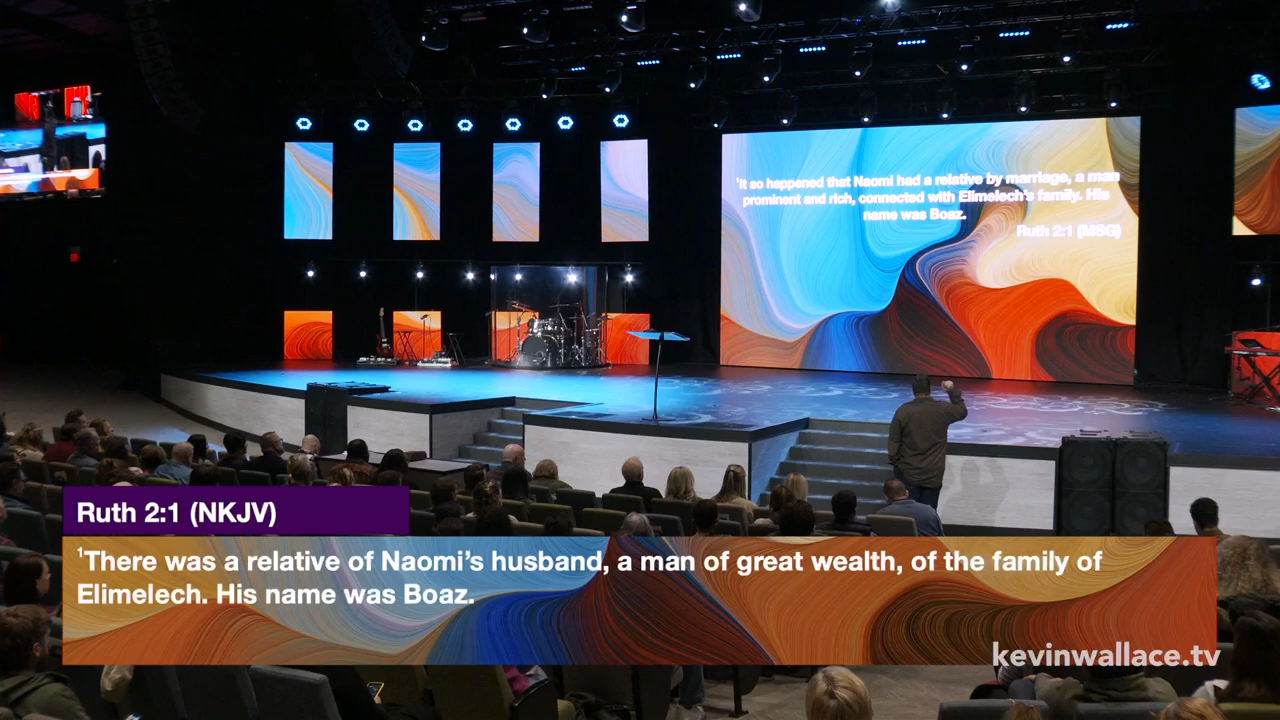 ¹It so happened that Naomi had a relative by marriage, a man
prominent and rich, connected with Elimelech's family. His
name was Boaz.
Ruth 2:1 (MSG)
Ruth 2:1 (NKJV)
¹There was a relative of Naomi’s husband, a man of great wealth, of the family of
Elimelech. His name was Boaz.
kevinwallace.tv